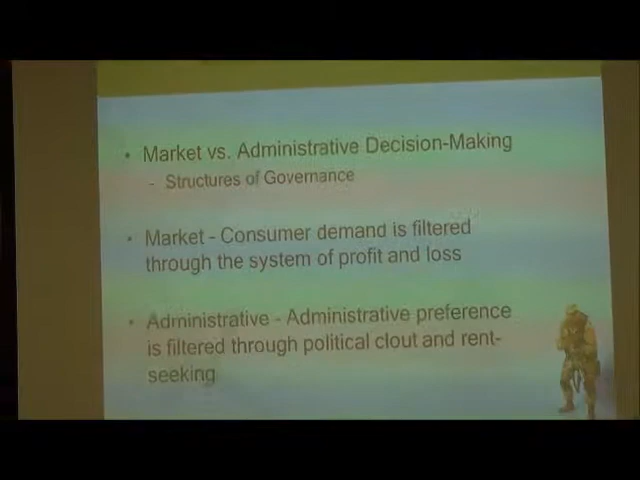 • Market vs. Administrative Decision-Making
- Structures of Governance
• Market - Consumer demand is filtered
through the system of profit and loss
• Administrative - Administrative preference
is filtered through political clout and rent-
seeking